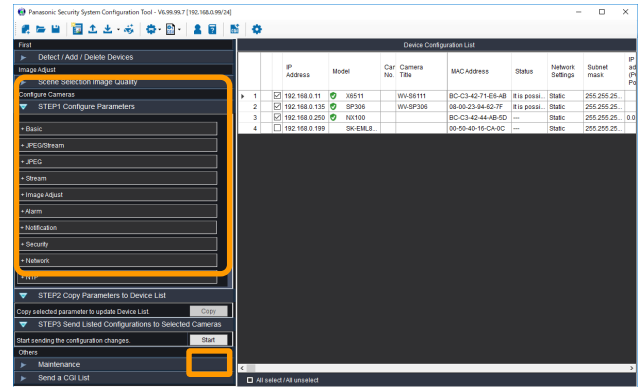 Panasonic Security System Configuration Tool - V6.99.99.7 [192.168.0.99/24]
First
Detect / Add / Delete Devices
Image Adjust
Scene Selection Image Quality
Configure Cameras
STEP1 Configure Parameters
+ Basic
+ JPEG/Stream
+ JPEG
+ Stream
+ Image Adjust
+ Alarm
+ Notification
+ Security
+ Network
+ NTP
STEP2 Copy Parameters to Device List
Copy selected parameter to update Device List Copy
STEP3 Send Listed Configurations to Selected Cameras
Start sending the configuration changes. Start
Others
Maintenance
Send a CGI List
Device Configuration List
IP Address Model Car No. Camera Title MAC Address Status Network Settings Subnet mask IP
1 192.168.0.11 X6511 WV-S6111 BC-C3-42-71-E6-AB It is possi... Static 255.255.25...
2 192.168.0.135 SP306 WV-SP306 08-00-23-94-62-7F It is possi... Static 255.255.25...
3 192.168.0.250 NX100 BC-C3-42-44-AB-5D --- Static 255.255.25... 0.0
4 192.168.0.199 SK-EML8... 00-50-40-16-CA-0C --- Static 255.255.25...
All select / All unselect